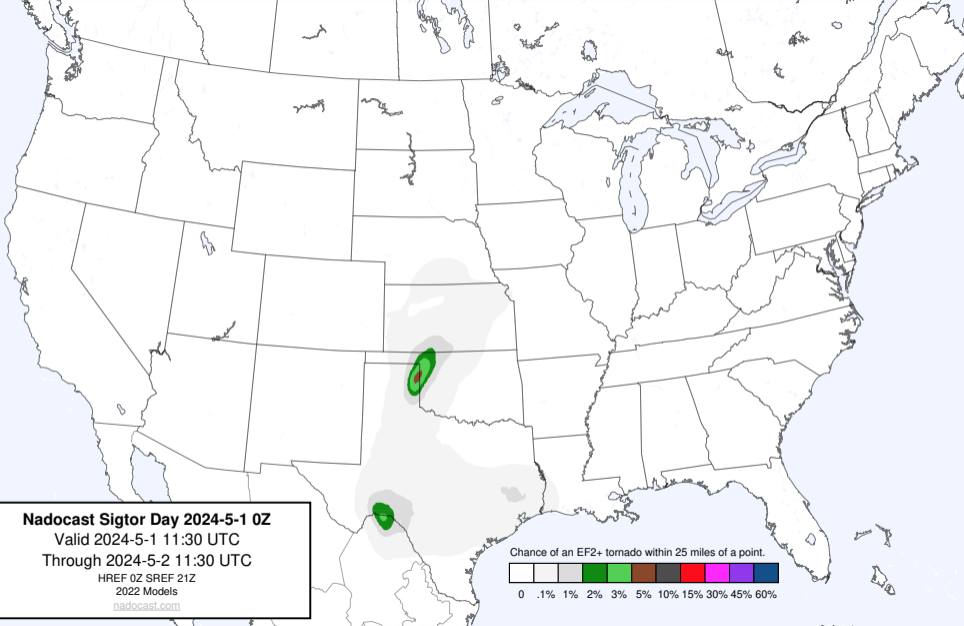 Nadocast Sigtor Day 2024-5-1 0Z
Valid 2024-5-1 11:30 UTC
Through 2024-5-2 11:30 UTC
HREF 0Z SREF 21Z
2022 Models
nadocast.com
Chance of an EF2+ tornado within 25 miles of a point.
0 .1% 1% 2% 3% 5% 10% 15% 30% 45% 60%